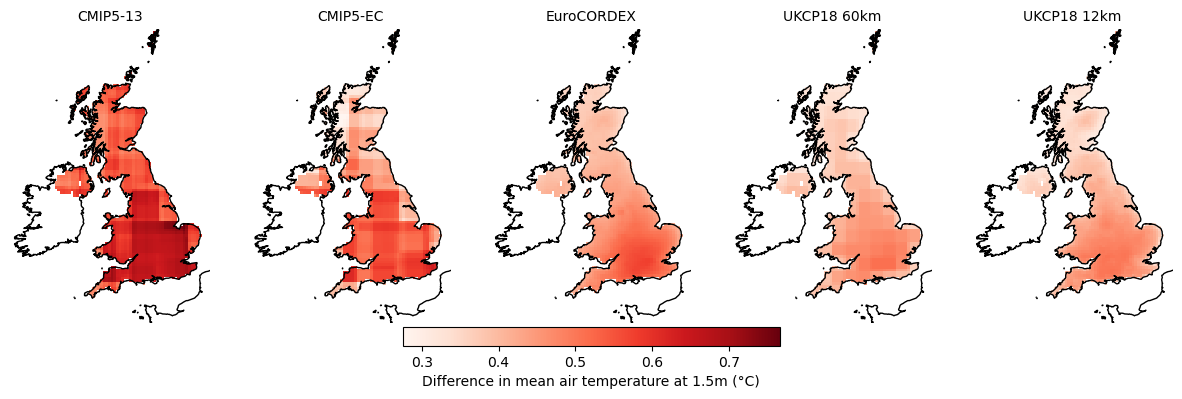 CMIP5-13
CMIP5-EC
EuroCORDEX
UKCP18 60km
UKCP18 12km
0.3
0.4
0.5
0.6
0.7
Difference in mean air temperature at 1.5m (°C)